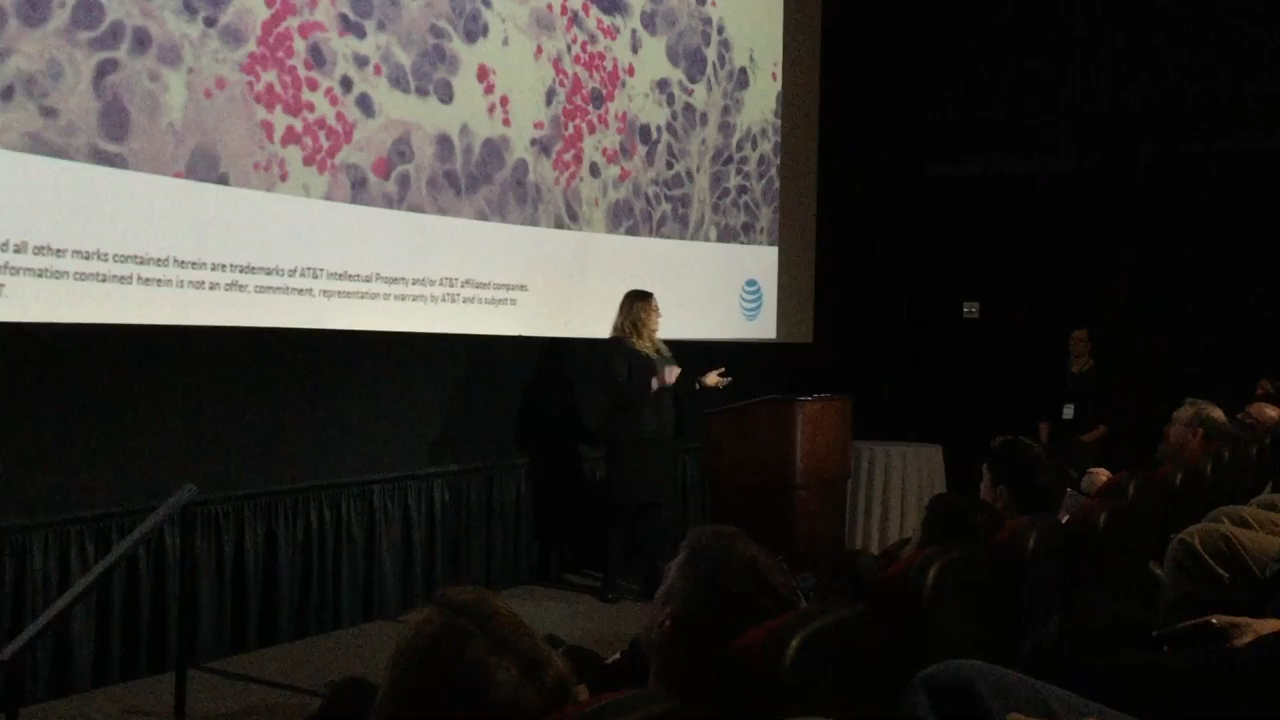 d all other marks contained herein are trademarks of AT&T Intellectual Property and/or AT&T affiliated companies.
nformation contained herein is not an offer, commitment, representation or warranty by AT&T and is subject to
T.